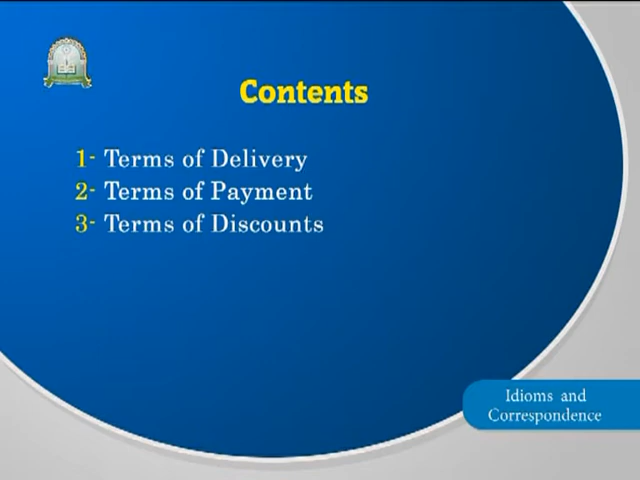 Contents
1- Terms of Delivery
2- Terms of Payment
3- Terms of Discounts
Idioms and
Correspondence